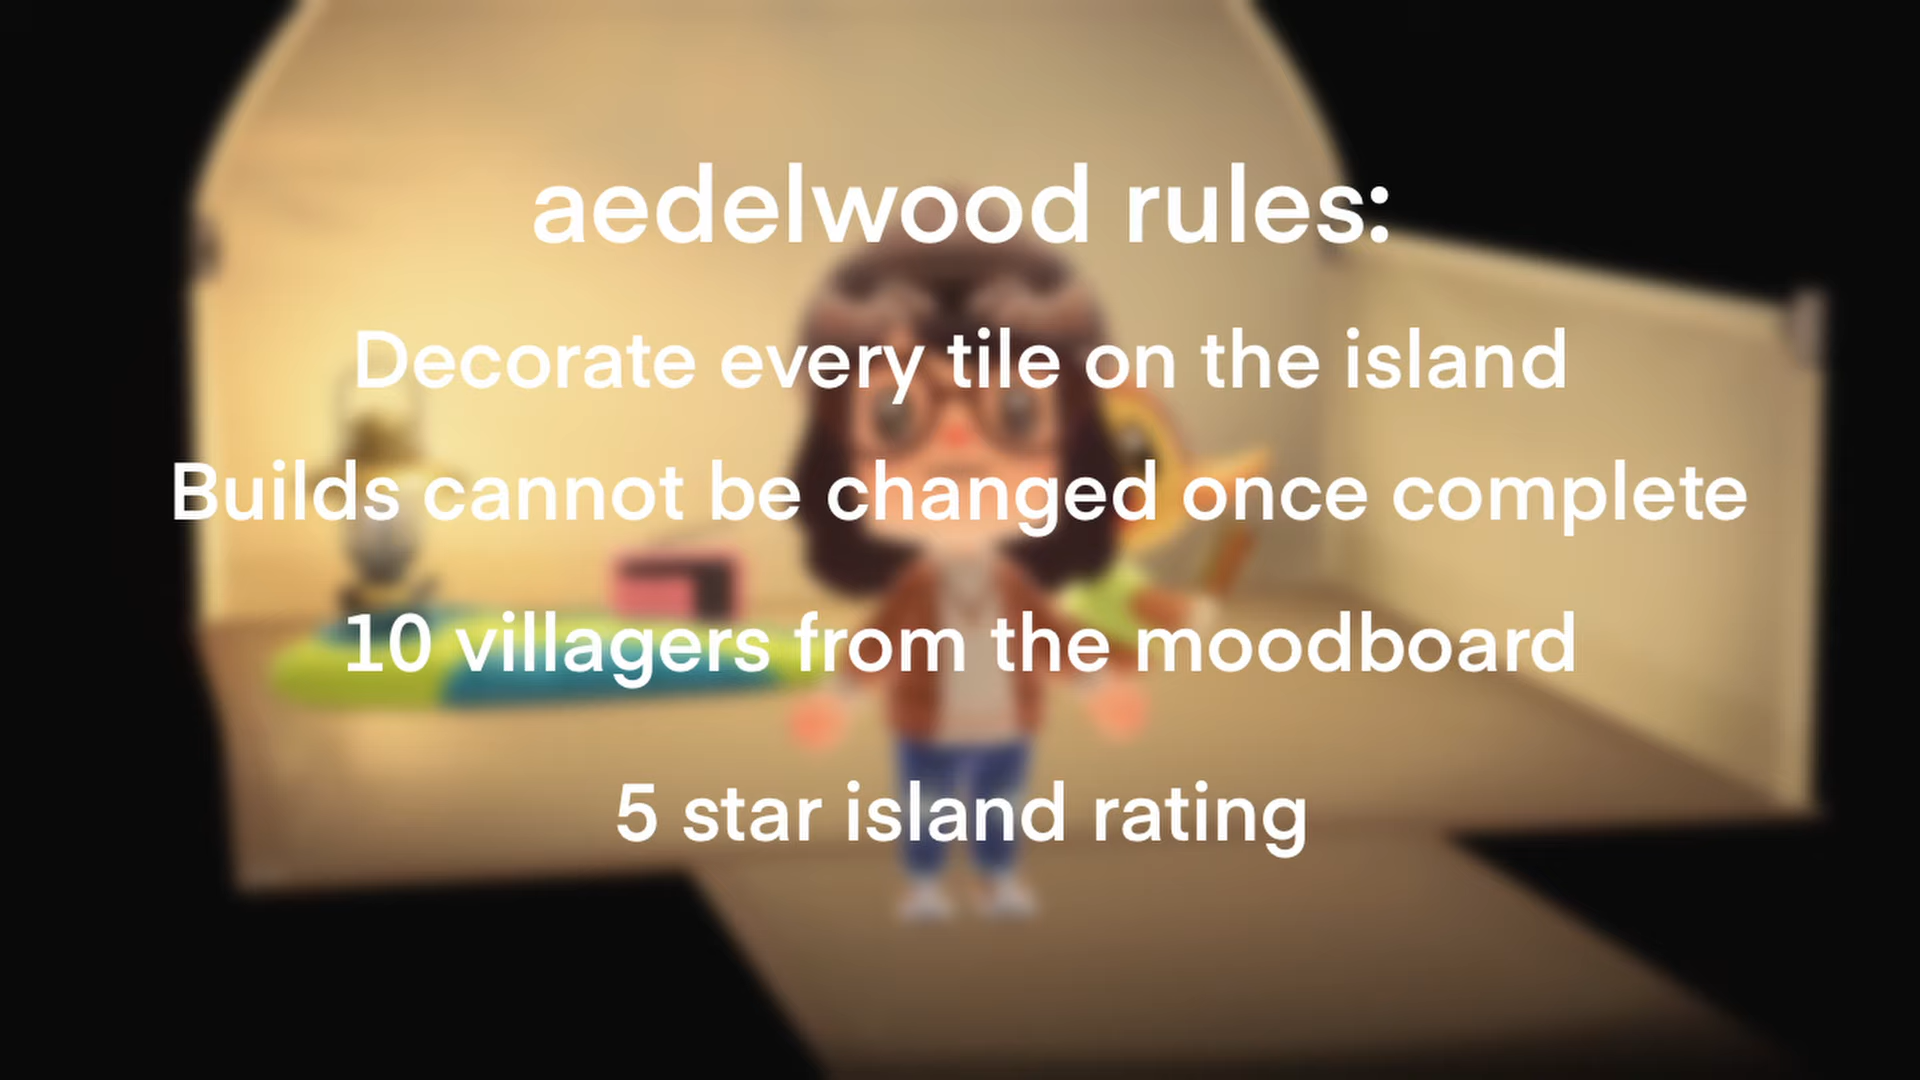 aedelwood rules:
Decorate every tile on the island
Builds cannot be changed once complete
10 villagers from the moodboard
5 star island rating